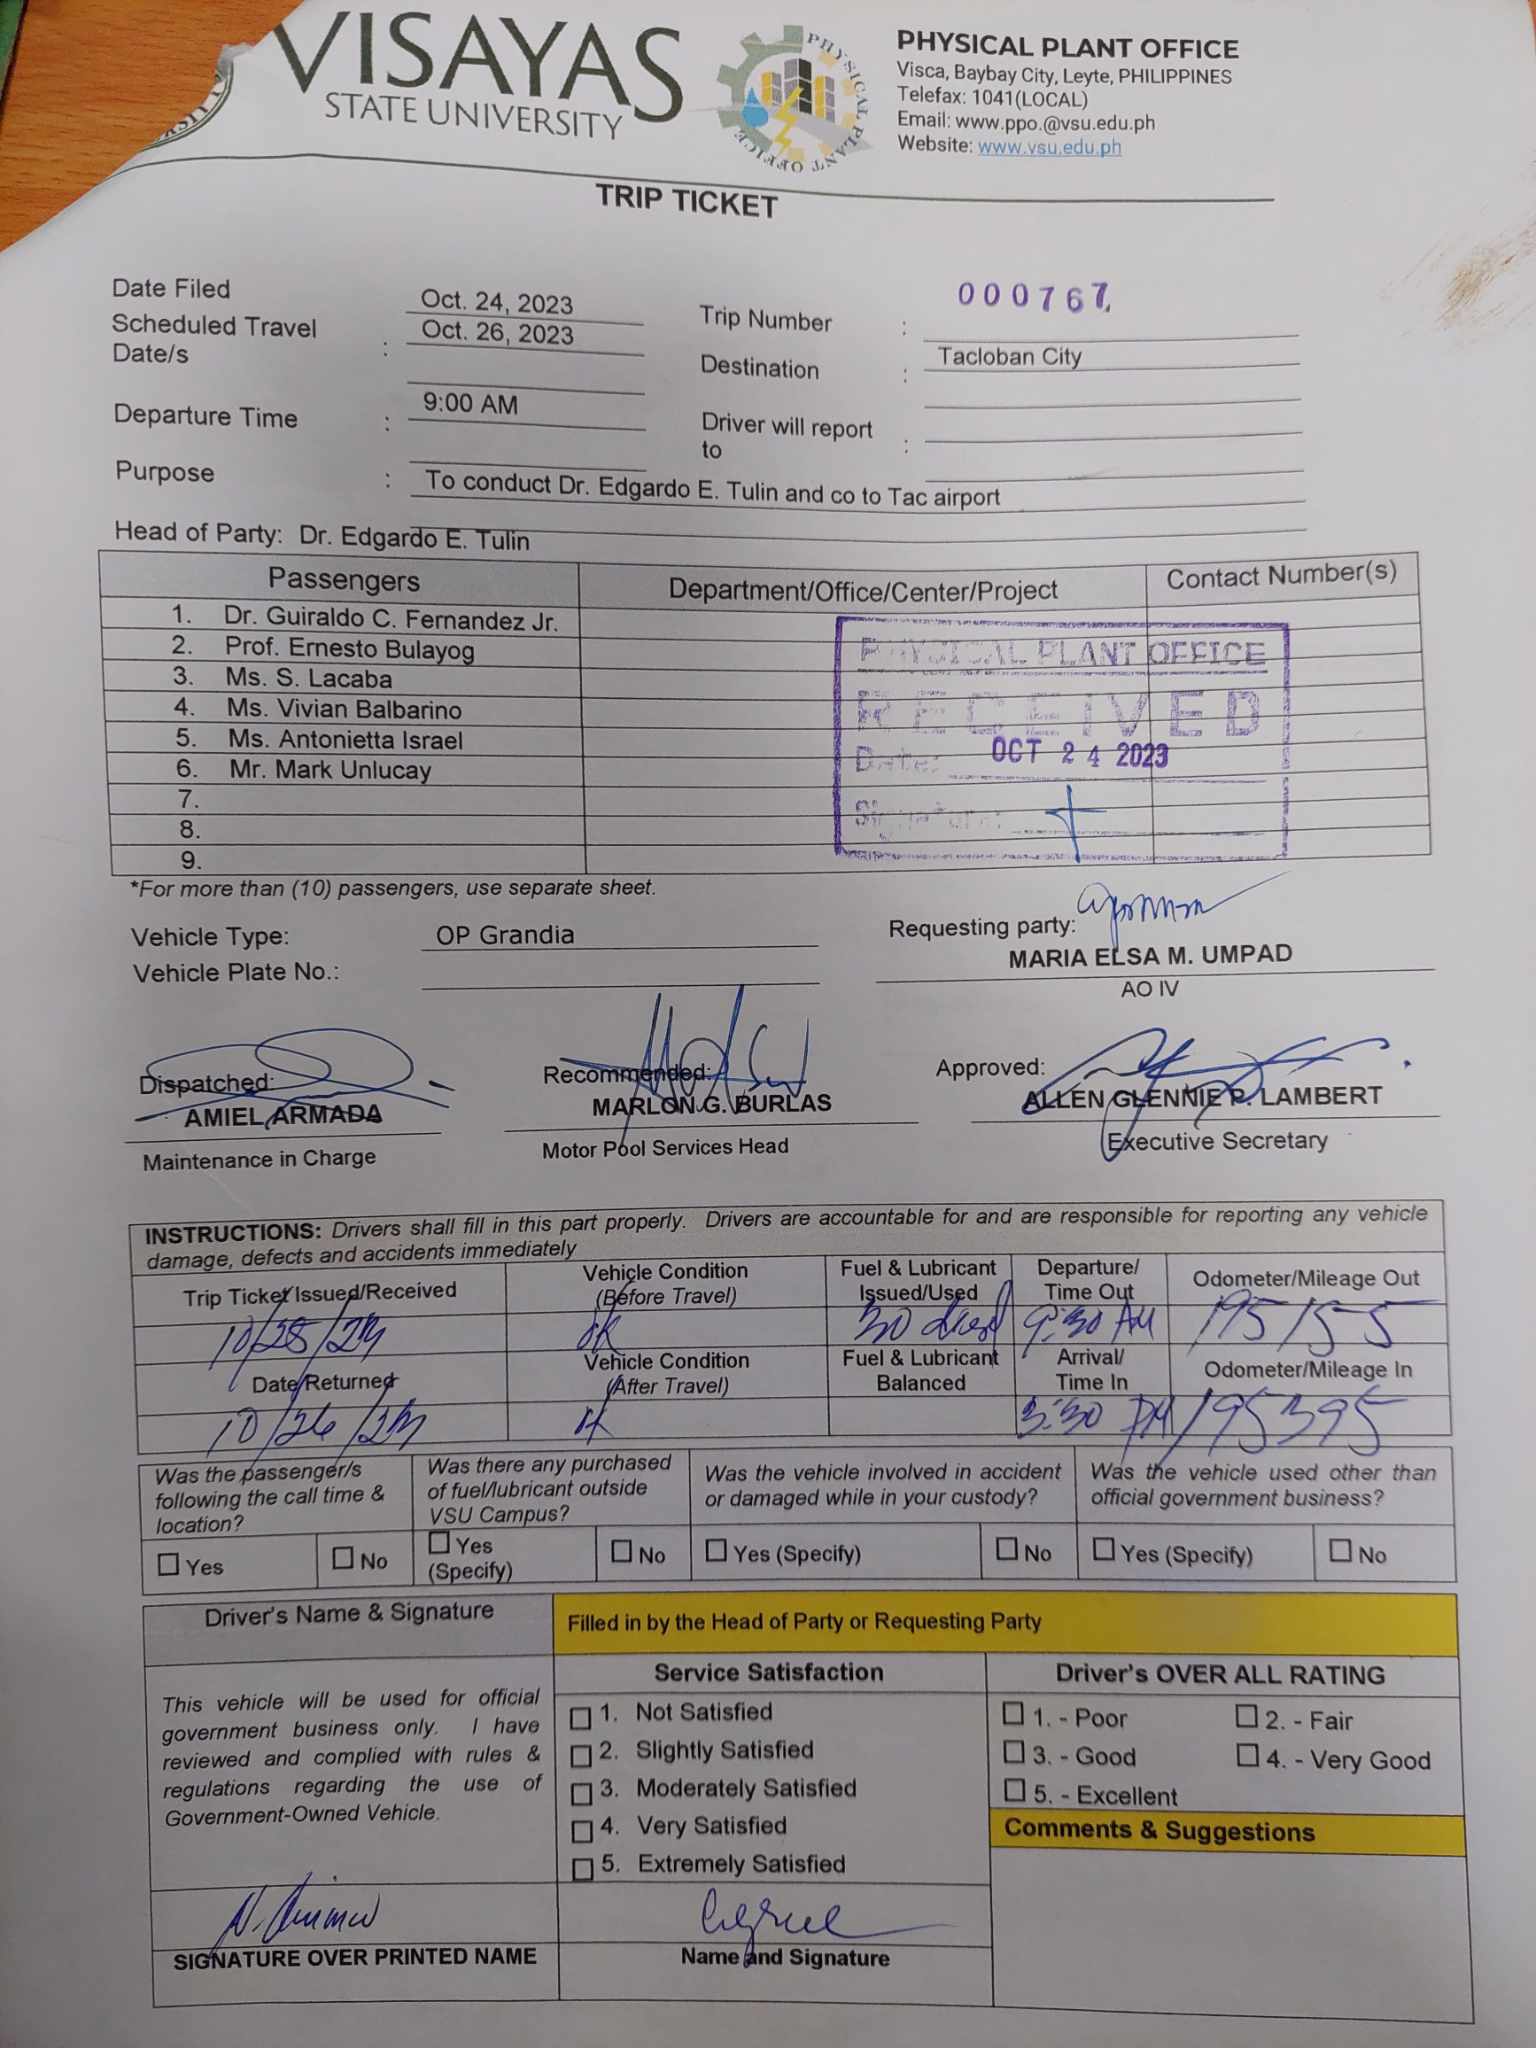 VISAYAS
STATE UNIVERSITY
PHYSICAL PLANT OFFICE
PHYSICAL PLANT OFFICE
Visca, Baybay City, Leyte, PHILIPPINES
Telefax: 1041(LOCAL)
Email: www.ppo.@vsu.edu.ph
Website: www.vsu.edu.ph
TRIP TICKET
Date Filed Oct. 24, 2023 Trip Number : 000767
Scheduled Travel Date/s : Oct. 26, 2023 Destination : Tacloban City
Departure Time : 9:00 AM Driver will report to :
Purpose : To conduct Dr. Edgardo E. Tulin and co to Tac airport
Head of Party: Dr. Edgardo E. Tulin
Passengers Department/Office/Center/Project Contact Number(s)
1. Dr. Guiraldo C. Fernandez Jr.
2. Prof. Ernesto Bulayog
3. Ms. S. Lacaba
4. Ms. Vivian Balbarino
5. Ms. Antonietta Israel
6. Mr. Mark Unlucay
7.
8.
9.
PHYSICAL PLANT OFFICE
RECEIVED
Date: OCT 24 2023
Signature:
*For more than (10) passengers, use separate sheet.
Vehicle Type: OP Grandia
Vehicle Plate No.:
Requesting party:
MARIA ELSA M. UMPAD
AO IV
Dispatched:
AMIEL ARMADA
Maintenance in Charge
Recommended:
MARLON G. BURLAS
Motor Pool Services Head
Approved:
ALLEN GLENNIE P. LAMBERT
Executive Secretary
INSTRUCTIONS: Drivers shall fill in this part properly. Drivers are accountable for and are responsible for reporting any vehicle
damage, defects and accidents immediately
Trip Ticket Issued/Received Vehicle Condition (Before Travel) Fuel & Lubricant Issued/Used Departure/ Time Out Odometer/Mileage Out
10/25/23 ok 30 9:30 AM 195155
Date Returned Vehicle Condition (After Travel) Fuel & Lubricant Balanced Arrival/ Time In Odometer/Mileage In
10/26/23 ok 3:30 PM 195395
Was the passenger/s following the call time & location?
Was there any purchased of fuel/lubricant outside VSU Campus?
Was the vehicle involved in accident or damaged while in your custody?
Was the vehicle used other than official government business?
Yes No Yes (Specify) No Yes (Specify) No Yes (Specify) No
Driver's Name & Signature
Filled in by the Head of Party or Requesting Party
This vehicle will be used for official
government business only. I have
reviewed and complied with rules &
regulations regarding the use of
Government-Owned Vehicle.
SIGNATURE OVER PRINTED NAME
Service Satisfaction
1. Not Satisfied
2. Slightly Satisfied
3. Moderately Satisfied
4. Very Satisfied
5. Extremely Satisfied
Name and Signature
Driver's OVER ALL RATING
1. - Poor 2. - Fair
3. - Good 4. - Very Good
5. - Excellent
Comments & Suggestions